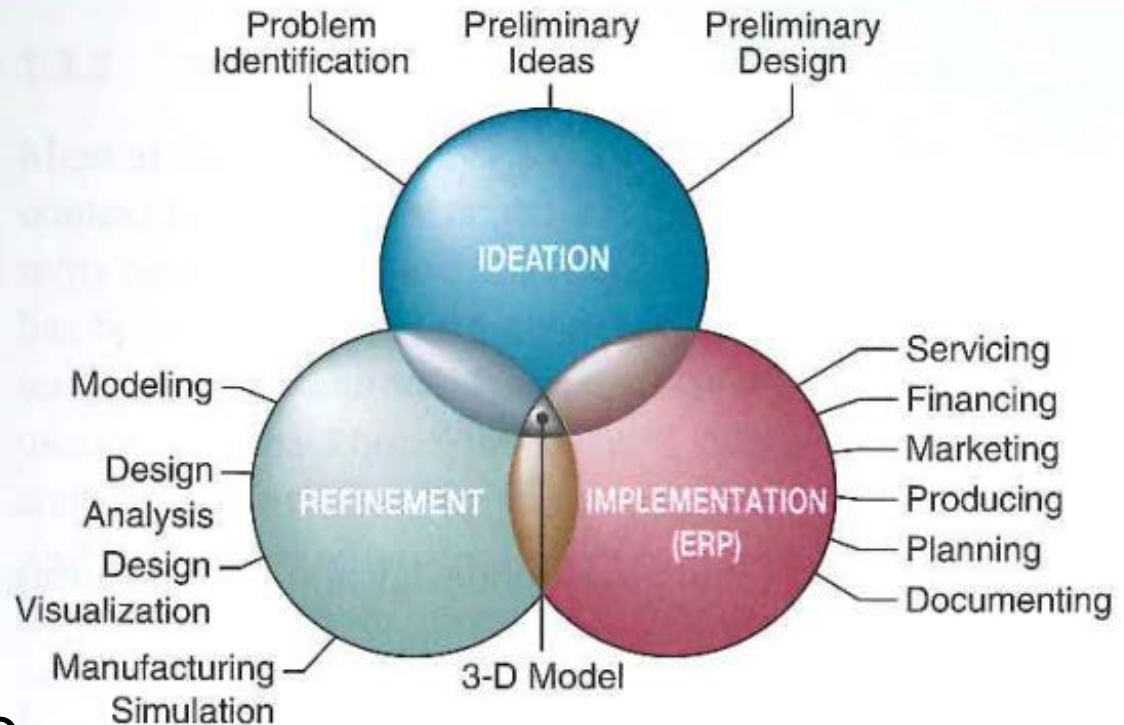 Problem
Identification
Preliminary
Ideas
Preliminary
Design
IDEATION
Modeling
Design
Analysis
Design
Visualization
Manufacturing
Simulation
REFINEMENT
IMPLEMENTATION
(ERP)
Servicing
Financing
Marketing
Producing
Planning
Documenting
3-D Model